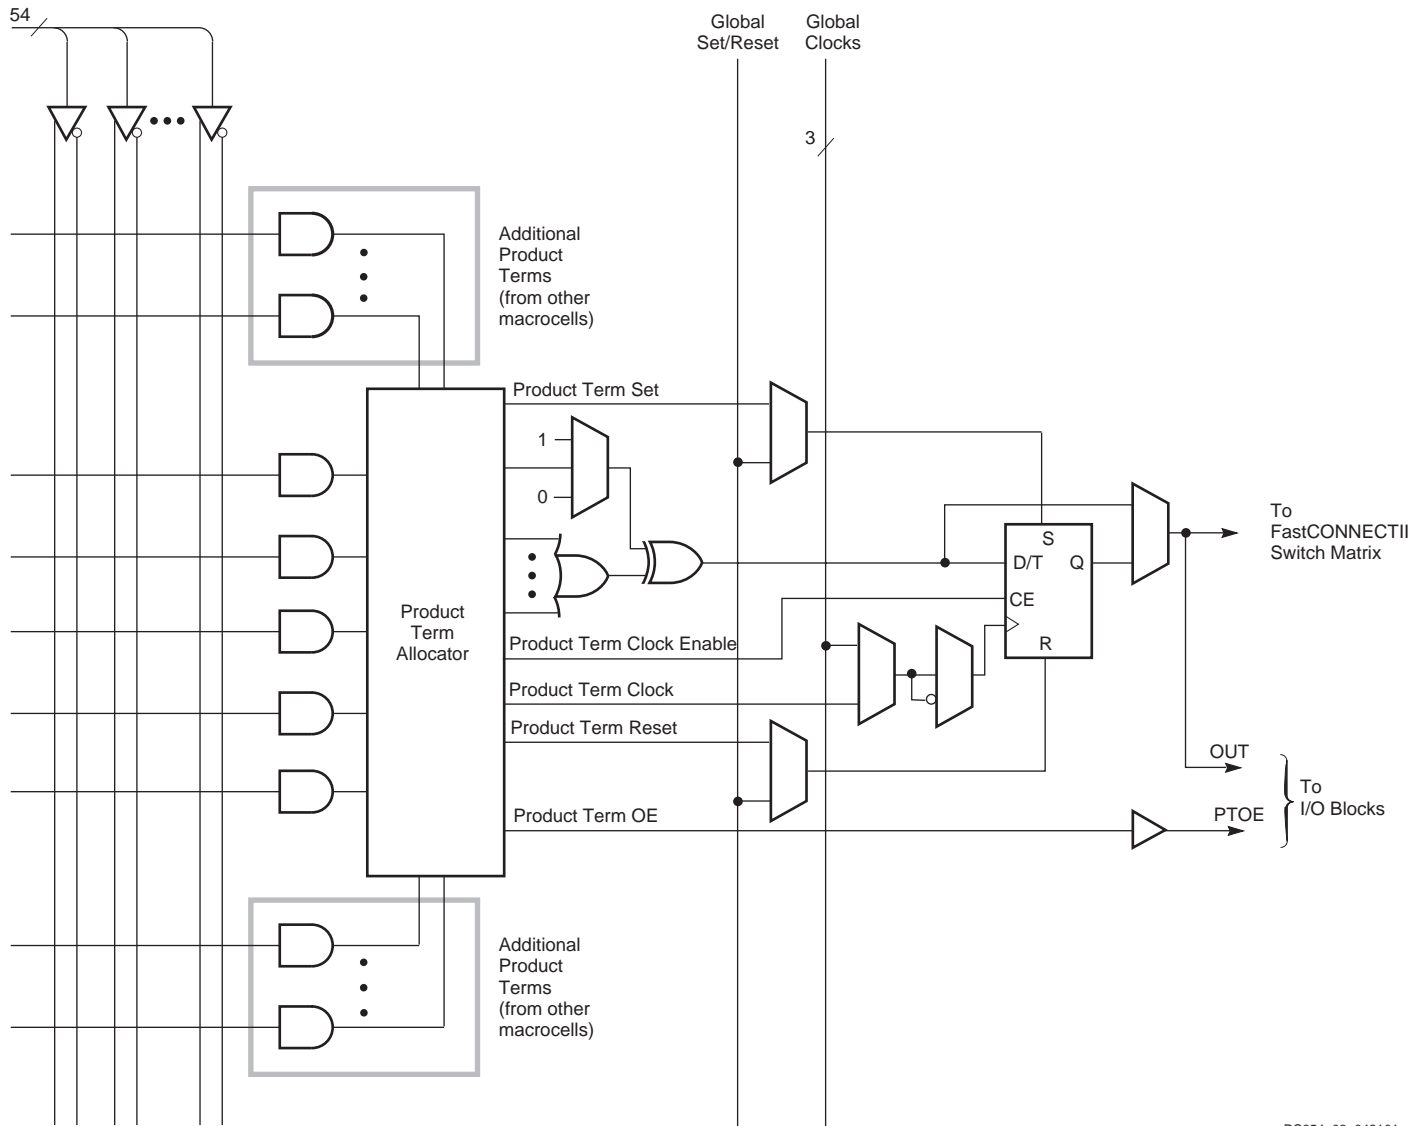 54
Global
Set/Reset
Global
Clocks
3
Additional
Product
Terms
(from other
macrocells)
Product Term Set
1
0
Product
Term
Allocator
S
D/T
Q
CE
R
To
FastCONNECTII
Switch Matrix
Product Term Clock Enable
Product Term Clock
Product Term Reset
Product Term OE
OUT
PTOE
To
I/O Blocks
Additional
Product
Terms
(from other
macrocells)